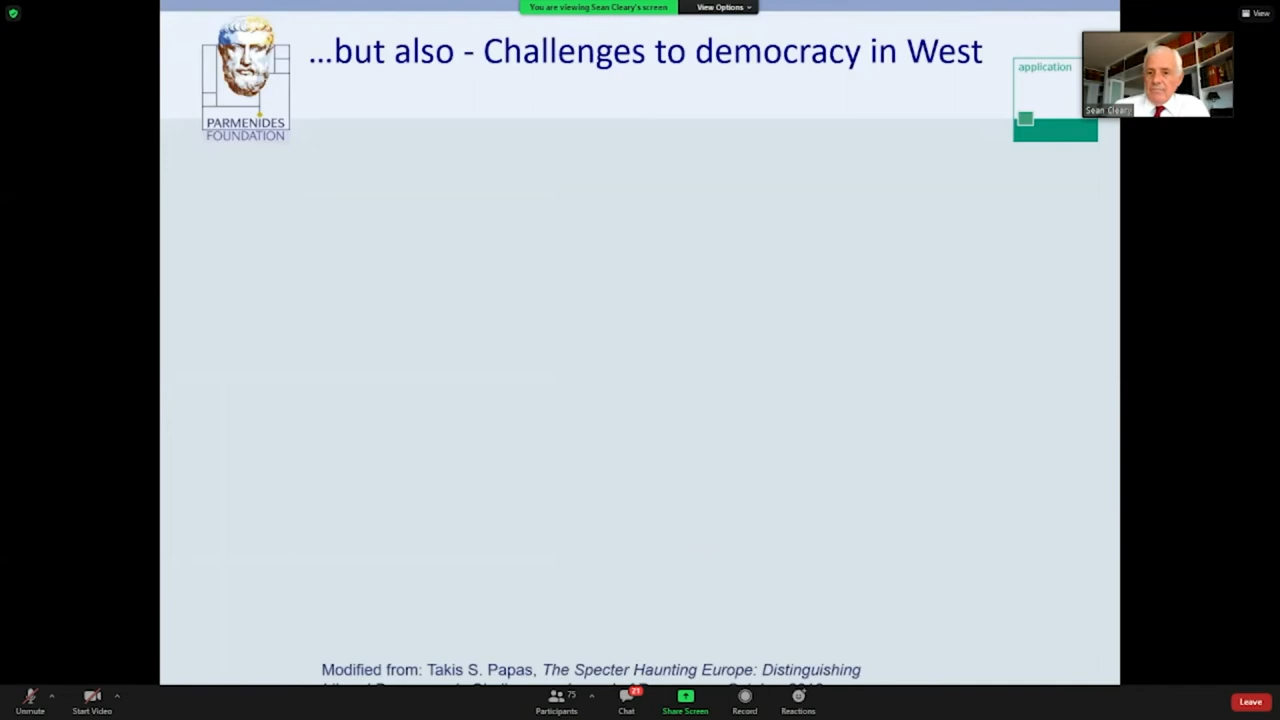 You are viewing Sean Cleary's screen
View Options
View
...but also - Challenges to democracy in West
application
Sean Cleary
PARMENIDES
FOUNDATION
Modified from: Takis S. Papas, The Specter Haunting Europe: Distinguishing
Unmute
Start Video
75
Participants
21
Chat
Share Screen
Record
Reactions
Leave